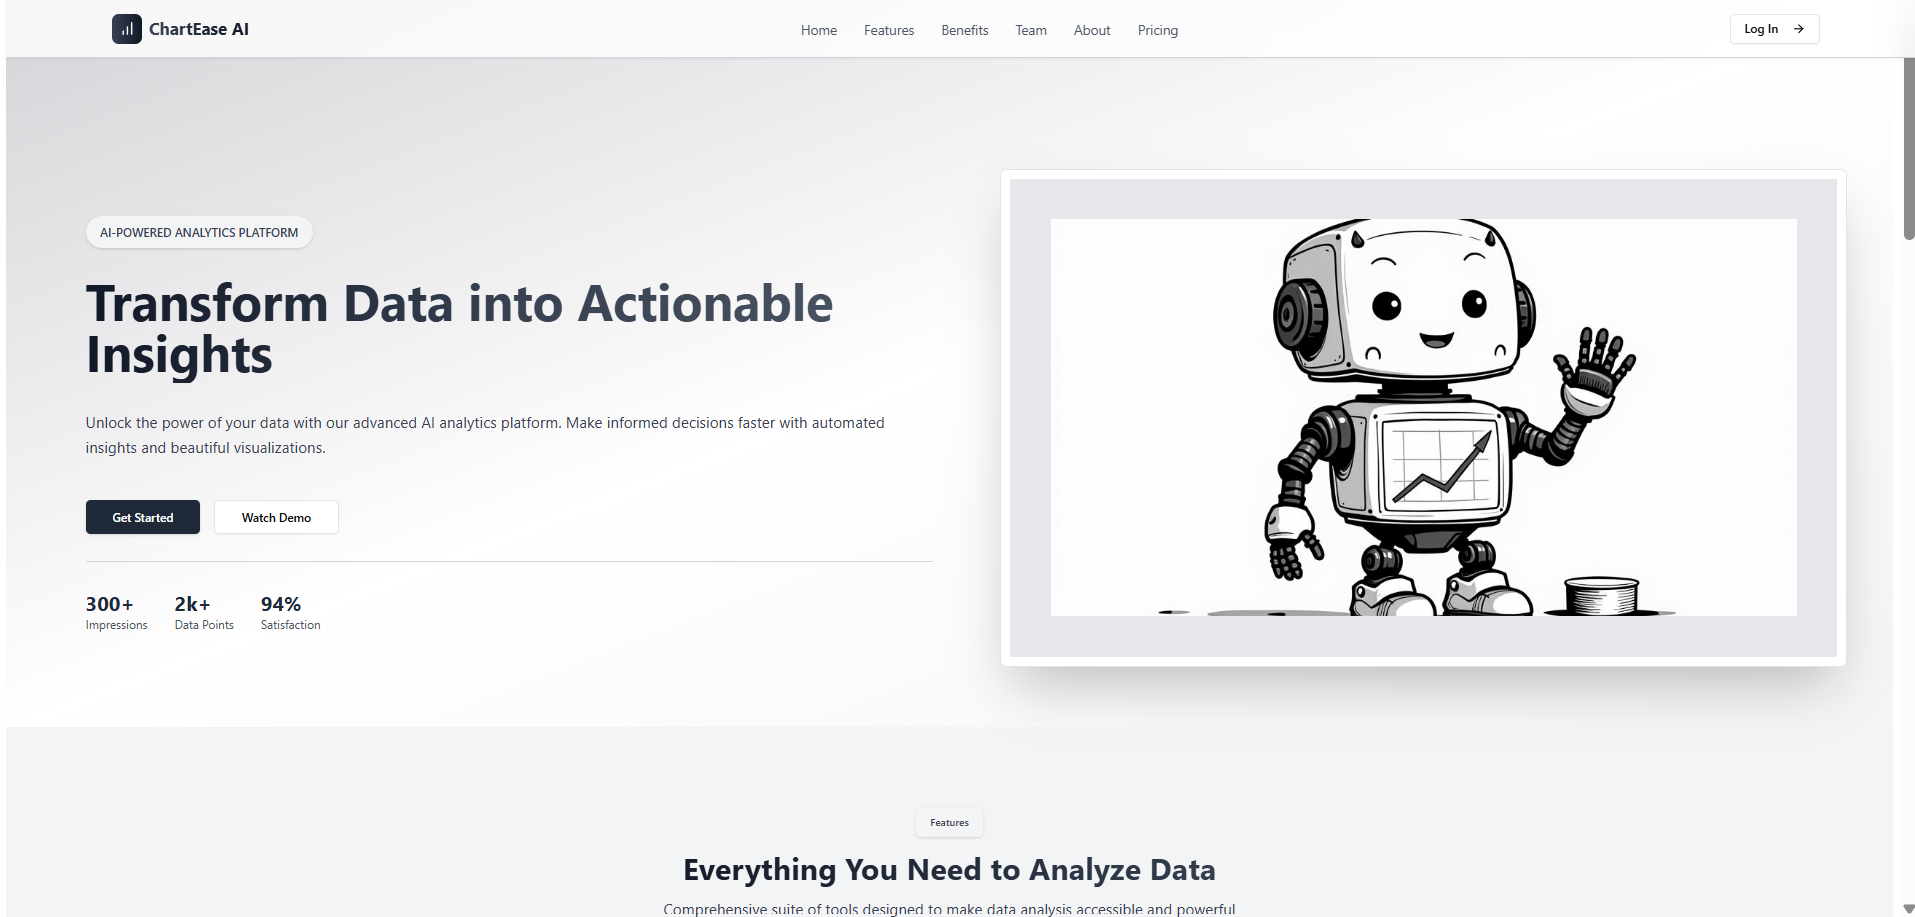 ChartEase AI
Home
Features
Benefits
Team
About
Pricing
Log In
AI-POWERED ANALYTICS PLATFORM
Transform Data into Actionable
Insights
Unlock the power of your data with our advanced AI analytics platform. Make informed decisions faster with automated
insights and beautiful visualizations.
Get Started
Watch Demo
300+
Impressions
2k+
Data Points
94%
Satisfaction
Features
Everything You Need to Analyze Data
Comprehensive suite of tools designed to make data analysis accessible and powerful